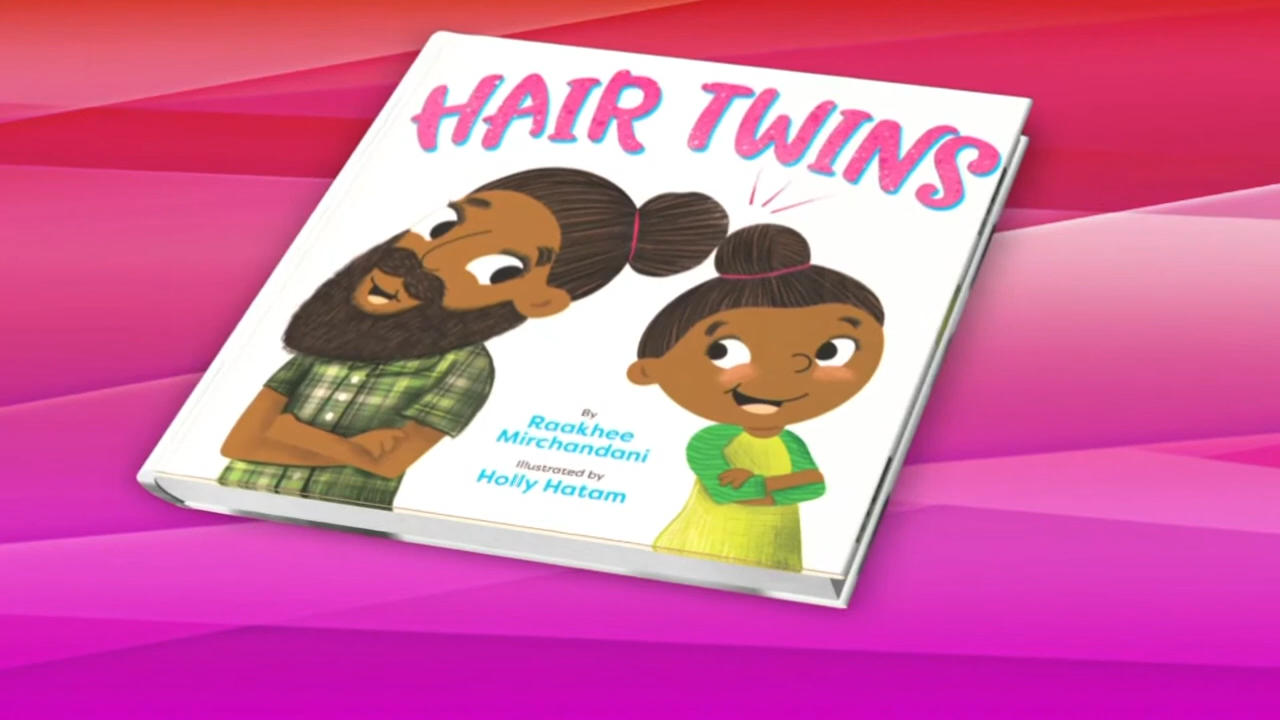 HAIR TWINS
By
Raakhee
Mirchandani
Illustrated by
Holly Hatam